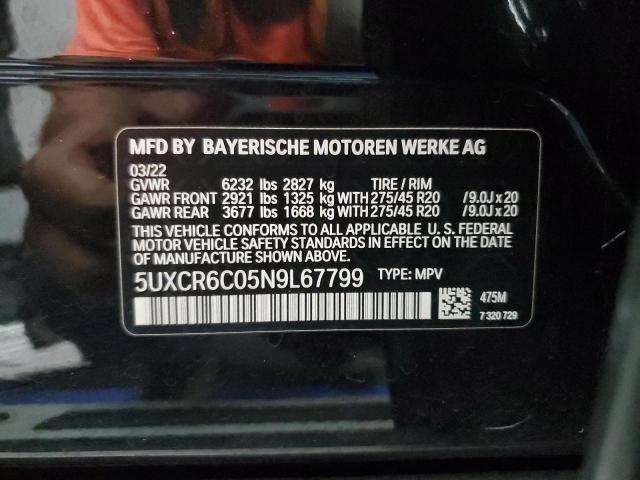 MFD BY BAYERISCHE MOTOREN WERKE AG
03/22
GVWR 6232 lbs 2827 kg TIRE / RIM
GAWR FRONT 2921 lbs 1325 kg WITH 275/45 R20 /9.0J x 20
GAWR REAR 3677 lbs 1668 kg WITH 275/45 R20 /9.0J x 20
THIS VEHICLE CONFORMS TO ALL APPLICABLE U. S. FEDERAL
MOTOR VEHICLE SAFETY STANDARDS IN EFFECT ON THE DATE
OF MANUFACTURE SHOWN ABOVE.
5UXCR6C05N9L67799 TYPE: MPV
475M
7 320 729